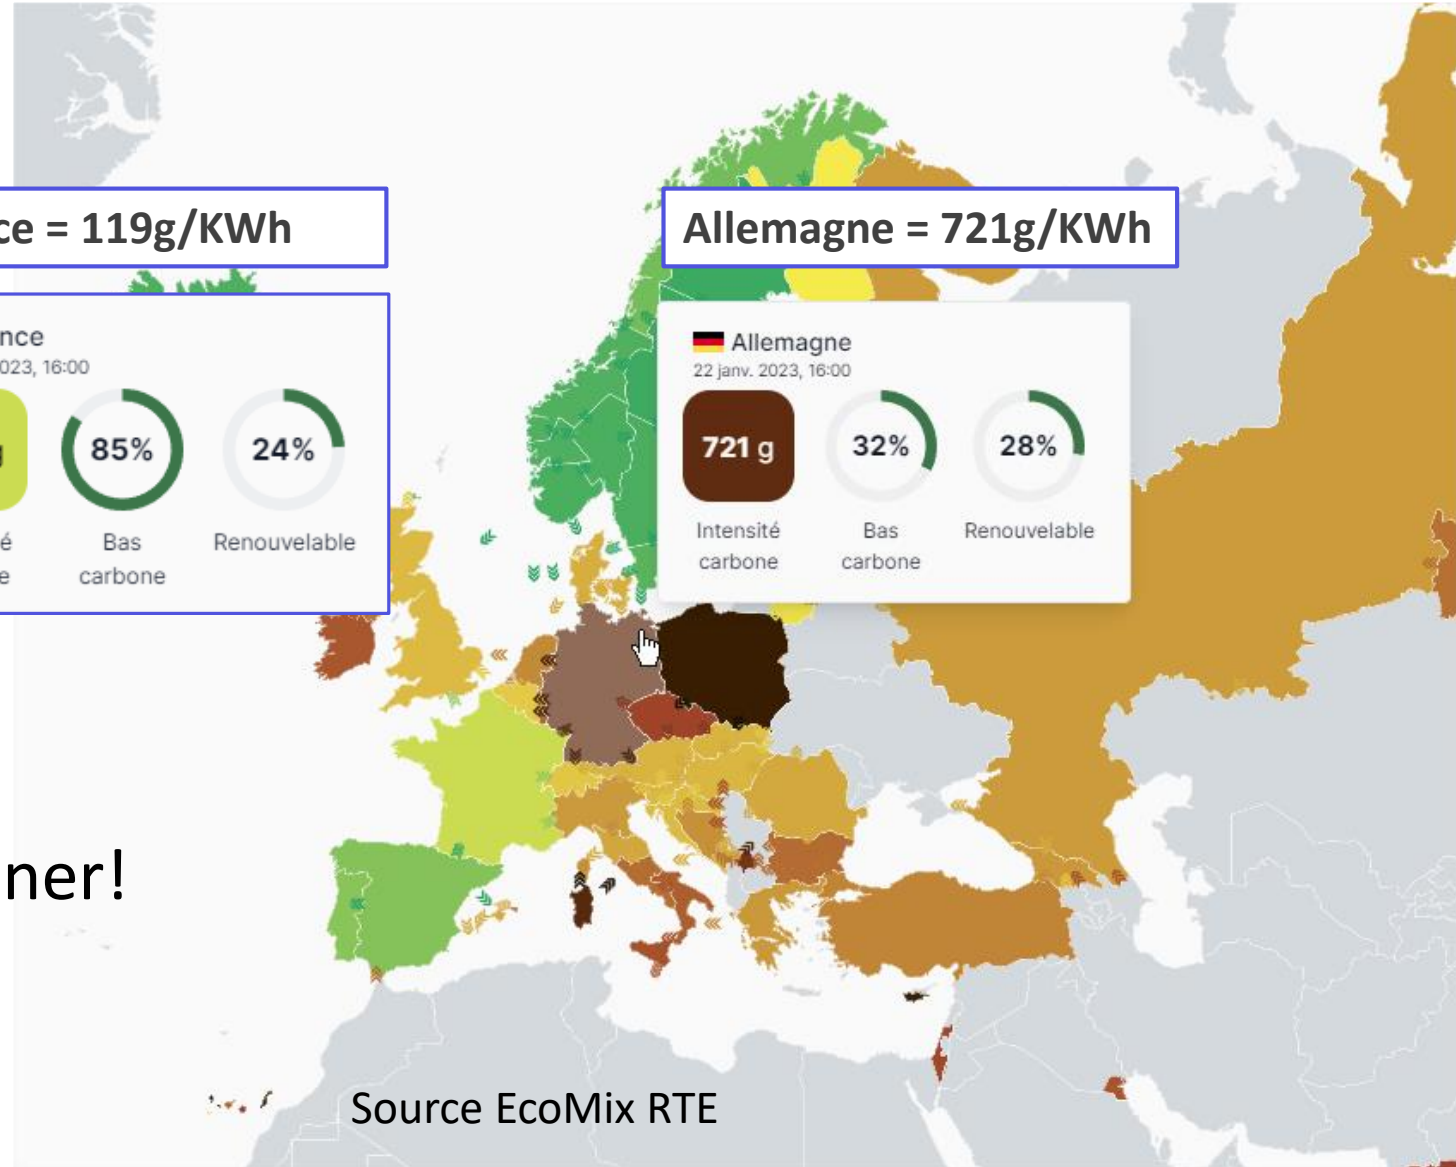 ce = 119g/KWh
Allemagne = 721g/KWh
nce
023, 16:00
g
85%
24%
é
e
Bas
carbone
Renouvelable
Allemagne
22 janv. 2023, 16:00
721 g
32%
28%
Intensité
carbone
Bas
carbone
Renouvelable
ner!
Source EcoMix RTE